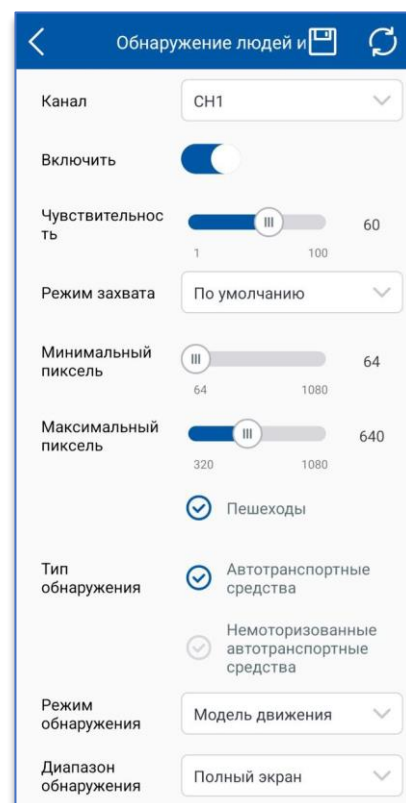 Обнаружение людей и
Канал
CH1
Включить
Чувствительнос
ть
60
1
100
Режим захвата
По умолчанию
Минимальный
пиксель
64
64
1080
Максимальный
пиксель
640
320
1080
Пешеходы
Тип
обнаружения
Автотранспортные
средства
Немоторизованные
автотранспортные
средства
Режим
обнаружения
Модель движения
Диапазон
обнаружения
Полный экран